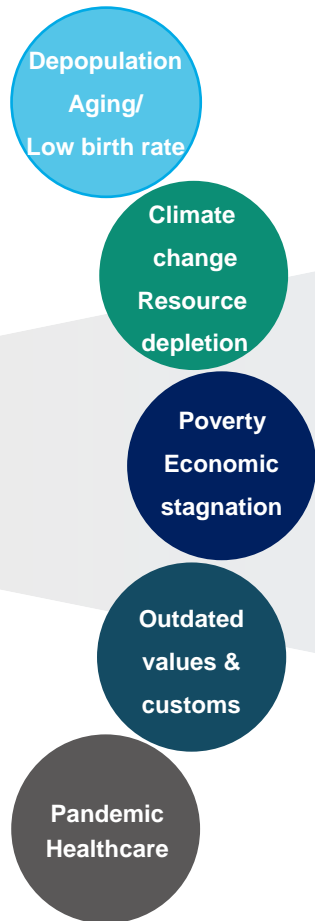 Depopulation
Aging/
Low birth rate
Climate
change
Resource
depletion
Poverty
Economic
stagnation
Outdated
values &
customs
Pandemic
Healthcare